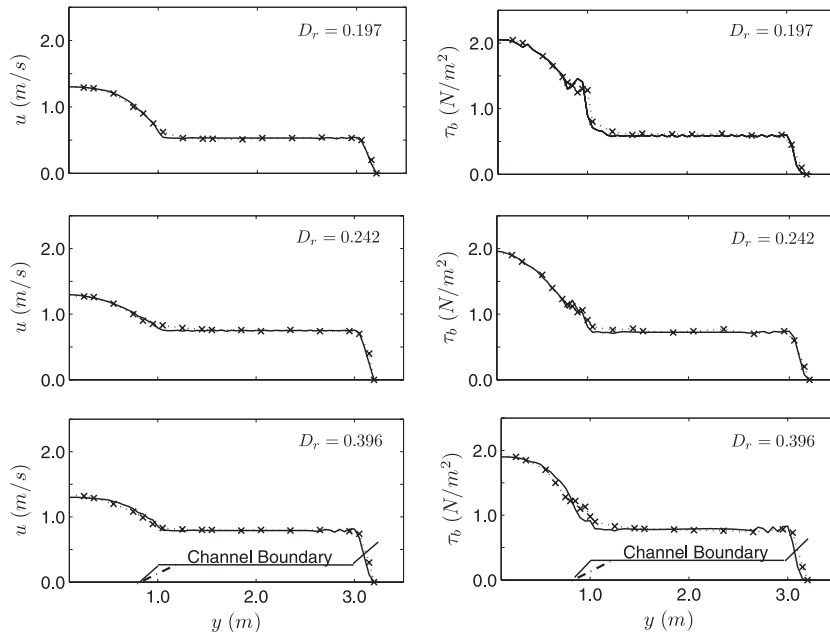 2.0
1.0
0.0
u (m/s)
D_r = 0.197
2.0
1.0
0.0
τ_b (N/m^2)
D_r = 0.197
2.0
1.0
0.0
u (m/s)
D_r = 0.242
2.0
1.0
0.0
τ_b (N/m^2)
D_r = 0.242
2.0
1.0
0.0
u (m/s)
D_r = 0.396
Channel Boundary
1.0 2.0 3.0
y (m)
2.0
1.0
0.0
τ_b (N/m^2)
D_r = 0.396
Channel Boundary
1.0 2.0 3.0
y (m)